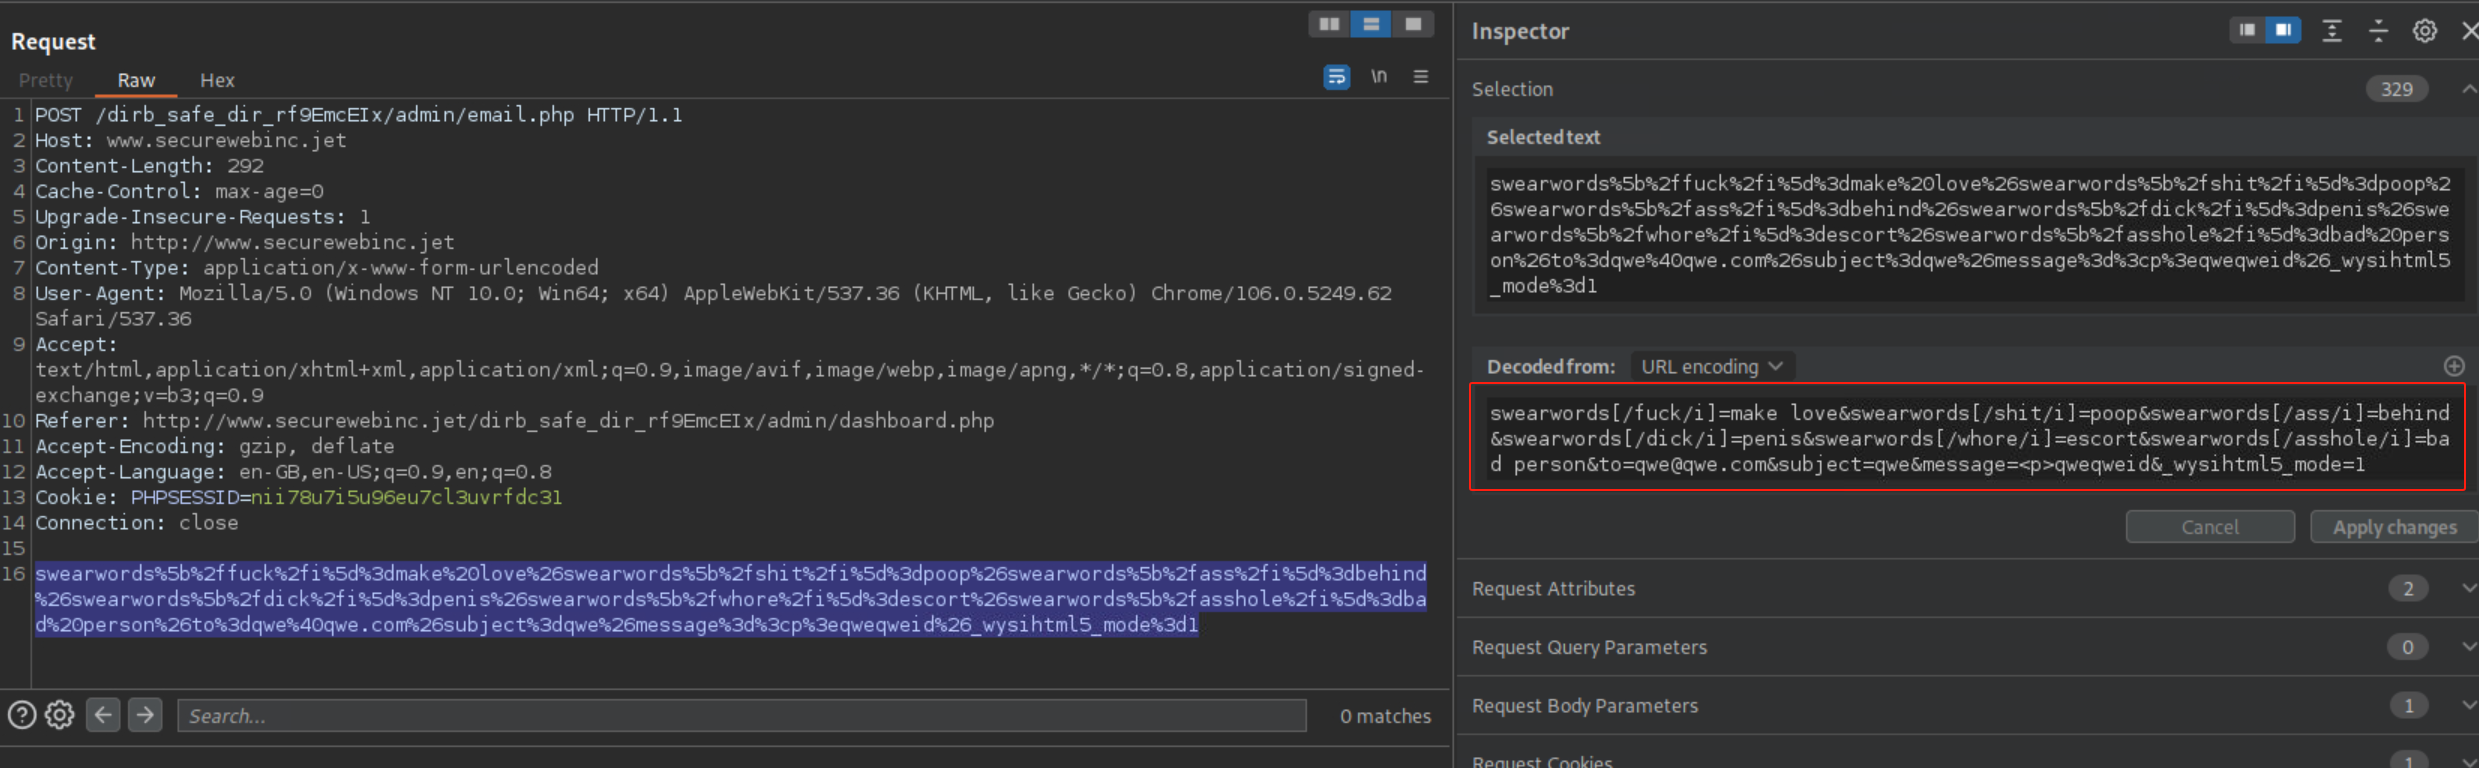 Request
Pretty Raw Hex
\n
1 POST /dirb_safe_dir_rf9EmcEIx/admin/email.php HTTP/1.1
2 Host: www.securewebinc.jet
3 Content-Length: 292
4 Cache-Control: max-age=0
5 Upgrade-Insecure-Requests: 1
6 Origin: http://www.securewebinc.jet
7 Content-Type: application/x-www-form-urlencoded
8 User-Agent: Mozilla/5.0 (Windows NT 10.0; Win64; x64) AppleWebKit/537.36 (KHTML, like Gecko) Chrome/106.0.5249.62
Safari/537.36
9 Accept:
text/html,application/xhtml+xml,application/xml;q=0.9,image/avif,image/webp,image/apng,*/*;q=0.8,application/signed-
exchange;v=b3;q=0.9
10 Referer: http://www.securewebinc.jet/dirb_safe_dir_rf9EmcEIx/admin/dashboard.php
11 Accept-Encoding: gzip, deflate
12 Accept-Language: en-GB,en-US;q=0.9,en;q=0.8
13 Cookie: PHPSESSID=nii78u7i5u96eu7cl3uvrfdc31
14 Connection: close
15
16 swearwords%5b%2ffuck%2fi%5d%3dmake%20love%26swearwords%5b%2fshit%2fi%5d%3dpoop%26swearwords%5b%2fass%2fi%5d%3dbehind
%26swearwords%5b%2fdick%2fi%5d%3dpenis%26swearwords%5b%2fwhore%2fi%5d%3descort%26swearwords%5b%2fasshole%2fi%5d%3dba
d%20person%26to%3dqwe%40qwe.com%26subject%3dqwe%26message%3d%3cp%3eqweqweid%26_wysihtml5_mode%3d1
Search...
0 matches
Inspector
Selection 329
Selected text
swearwords%5b%2ffuck%2fi%5d%3dmake%20love%26swearwords%5b%2fshit%2fi%5d%3dpoop%2
6swearwords%5b%2fass%2fi%5d%3dbehind%26swearwords%5b%2fdick%2fi%5d%3dpenis%26swe
arwords%5b%2fwhore%2fi%5d%3descort%26swearwords%5b%2fasshole%2fi%5d%3dbad%20pers
on%26to%3dqwe%40qwe.com%26subject%3dqwe%26message%3d%3cp%3eqweqweid%26_wysihtml5
_mode%3d1
Decoded from: URL encoding
swearwords[/fuck/i]=make love&swearwords[/shit/i]=poop&swearwords[/ass/i]=behind
&swearwords[/dick/i]=penis&swearwords[/whore/i]=escort&swearwords[/asshole/i]=ba
d person&to=qwe@qwe.com&subject=qwe&message=<p>qweqweid&_wysihtml5_mode=1
Cancel Apply changes
Request Attributes 2
Request Query Parameters 0
Request Body Parameters 1
Request Cookies 1